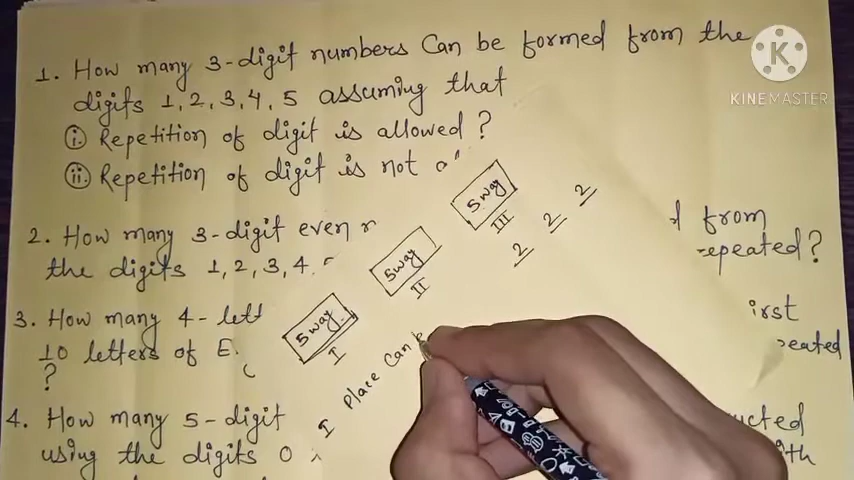 1. How many 3-digit numbers can be formed from the
digits 1, 2, 3, 4, 5 assuming that
i. Repetition of digit is allowed ?
ii. Repetition of digit is not
2. How many 3-digit even from
the digits 1, 2, 3, 4, repeated ?
3. How many 4-
10 letters of
?
4. How many 5-digit
using the digits 0
5 way
5 way
5 way
I
II
III
2 2 2
I Place Can
K
KINEMASTER